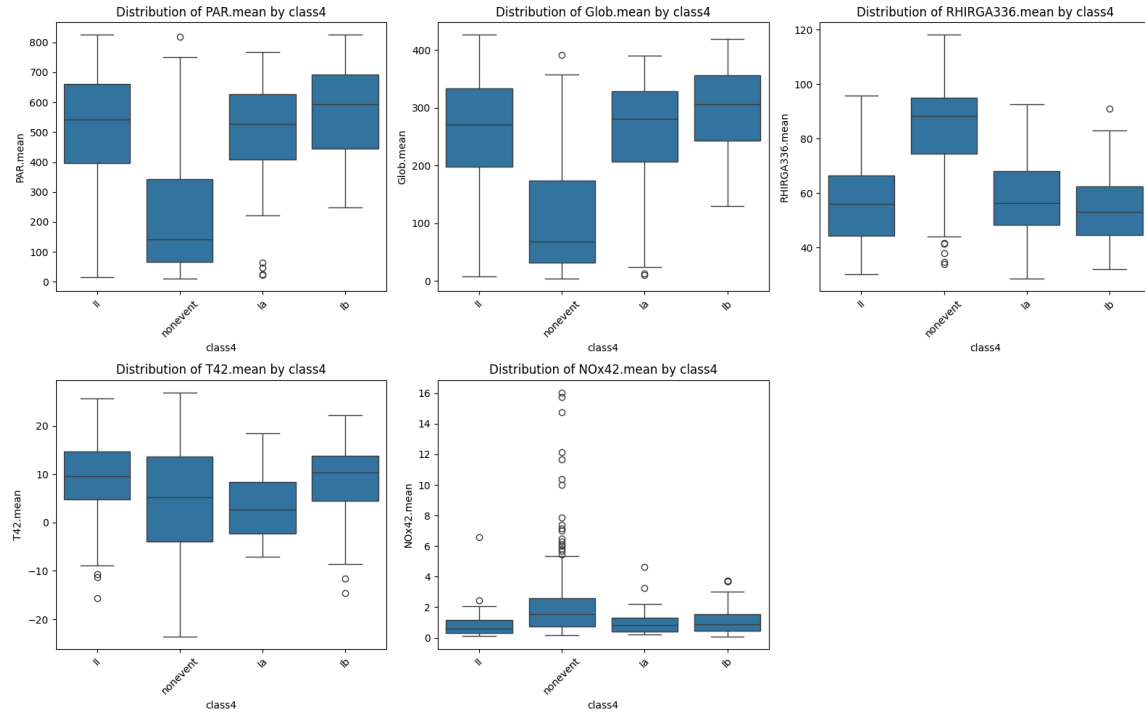 Distribution of PAR.mean by class4
PAR.mean
800
700
600
500
400
300
200
100
0
II
nonevent
Ia
Ib
class4
Distribution of Glob.mean by class4
Glob.mean
400
300
200
100
0
II
nonevent
Ia
Ib
class4
Distribution of RHIRGA336.mean by class4
RHIRGA336.mean
120
100
80
60
40
II
nonevent
Ia
Ib
class4
Distribution of T42.mean by class4
T42.mean
20
10
0
−10
−20
II
nonevent
Ia
Ib
class4
Distribution of NOx42.mean by class4
NOx42.mean
16
14
12
10
8
6
4
2
0
II
nonevent
Ia
Ib
class4